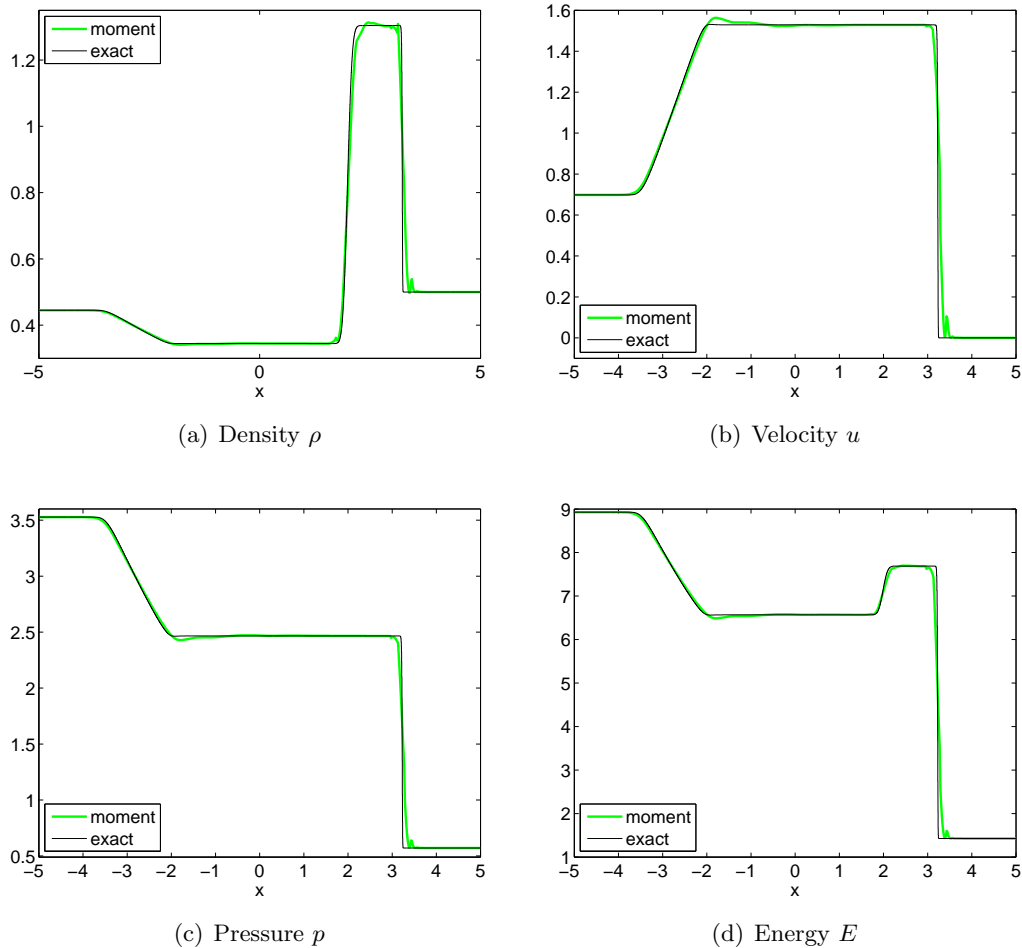 1.2
1
0.8
0.6
0.4
−5 0 5
x
moment
exact
(a) Density ρ
1.6
1.4
1.2
1
0.8
0.6
0.4
0.2
0
−5 −4 −3 −2 −1 0 1 2 3 4 5
x
moment
exact
(b) Velocity u
3.5
3
2.5
2
1.5
1
0.5
−5 −4 −3 −2 −1 0 1 2 3 4 5
x
moment
exact
(c) Pressure p
9
8
7
6
5
4
3
2
1
−5 −4 −3 −2 −1 0 1 2 3 4 5
x
moment
exact
(d) Energy E